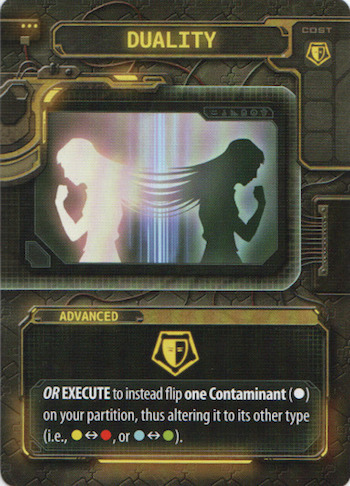 DUALITY
COST
ADVANCED
OR EXECUTE to instead flip one Contaminant (●)
on your partition, thus altering it to its other type
(i.e., ●↔●, or ●↔●).